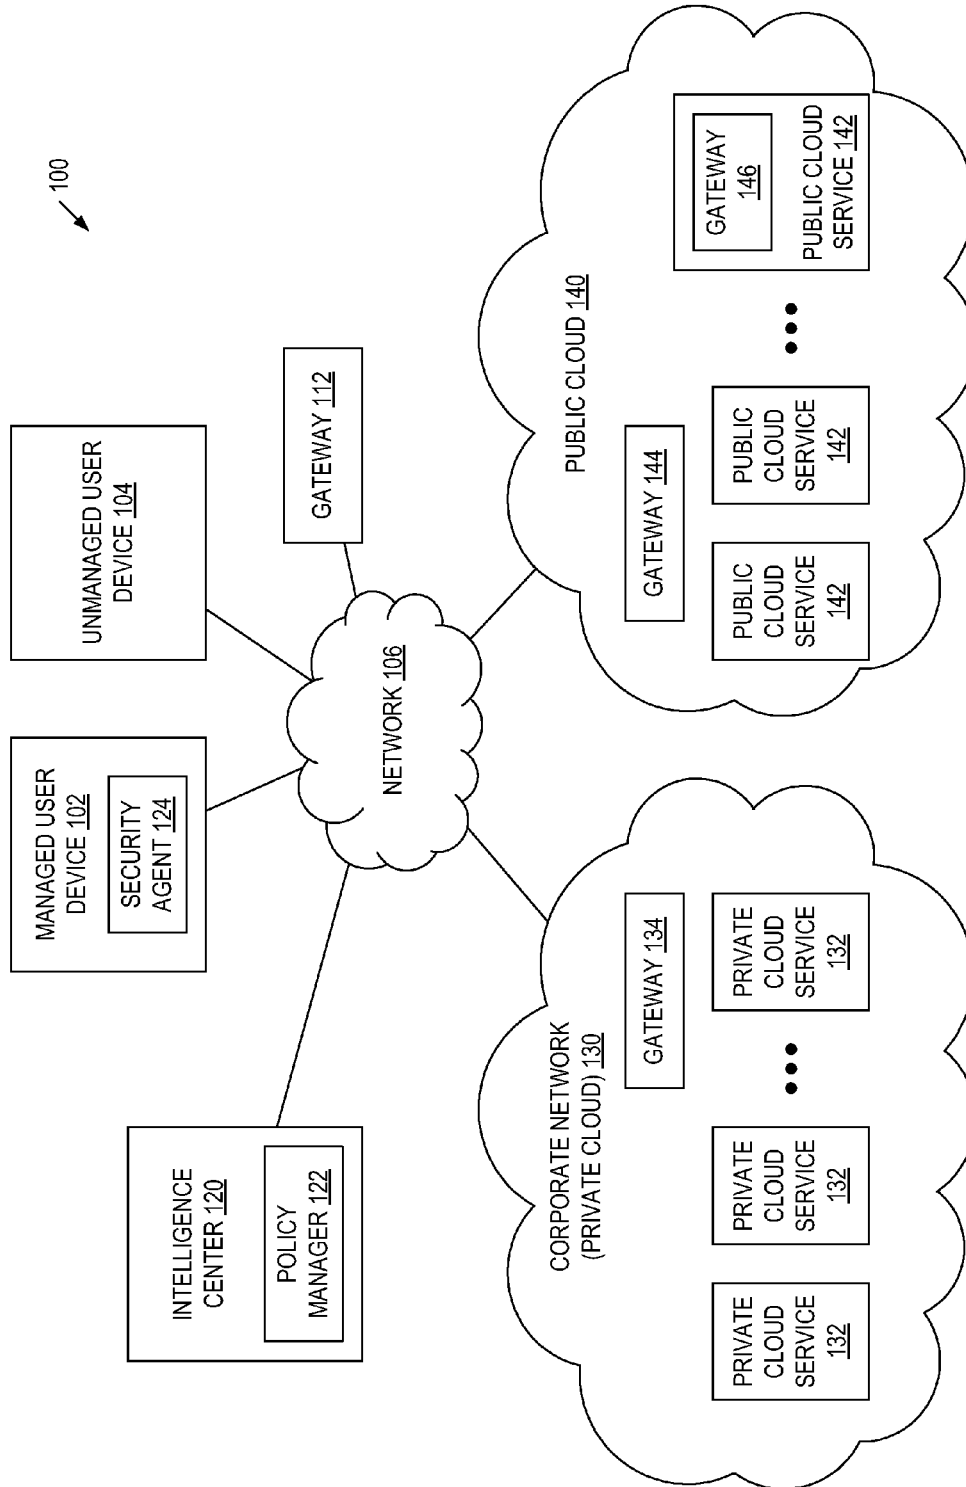 100
INTELLIGENCE
CENTER 120
POLICY
MANAGER 122
MANAGED USER
DEVICE 102
SECURITY
AGENT 124
UNMANAGED USER
DEVICE 104
GATEWAY 112
NETWORK 106
CORPORATE NETWORK
(PRIVATE CLOUD) 130
GATEWAY 134
PRIVATE
CLOUD
SERVICE
132
PRIVATE
CLOUD
SERVICE
132
PRIVATE
CLOUD
SERVICE
132
PUBLIC CLOUD 140
GATEWAY 144
PUBLIC
CLOUD
SERVICE
142
PUBLIC
CLOUD
SERVICE
142
GATEWAY
146
PUBLIC CLOUD
SERVICE 142